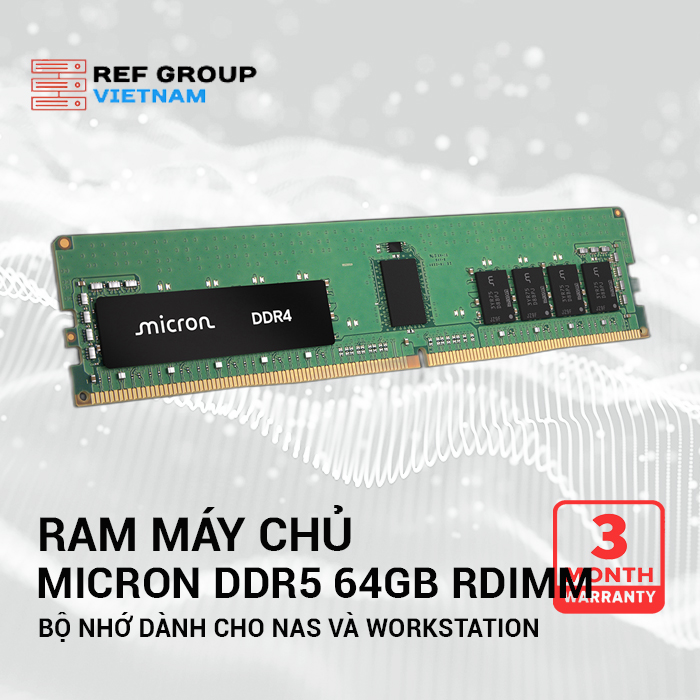 REF GROUP
VIETNAM
micron DDR4
RAM MÁY CHỦ
MICRON DDR5 64GB RDIMM
BỘ NHỚ DÀNH CHO NAS VÀ WORKSTATION
3
MONTH
WARRANTY